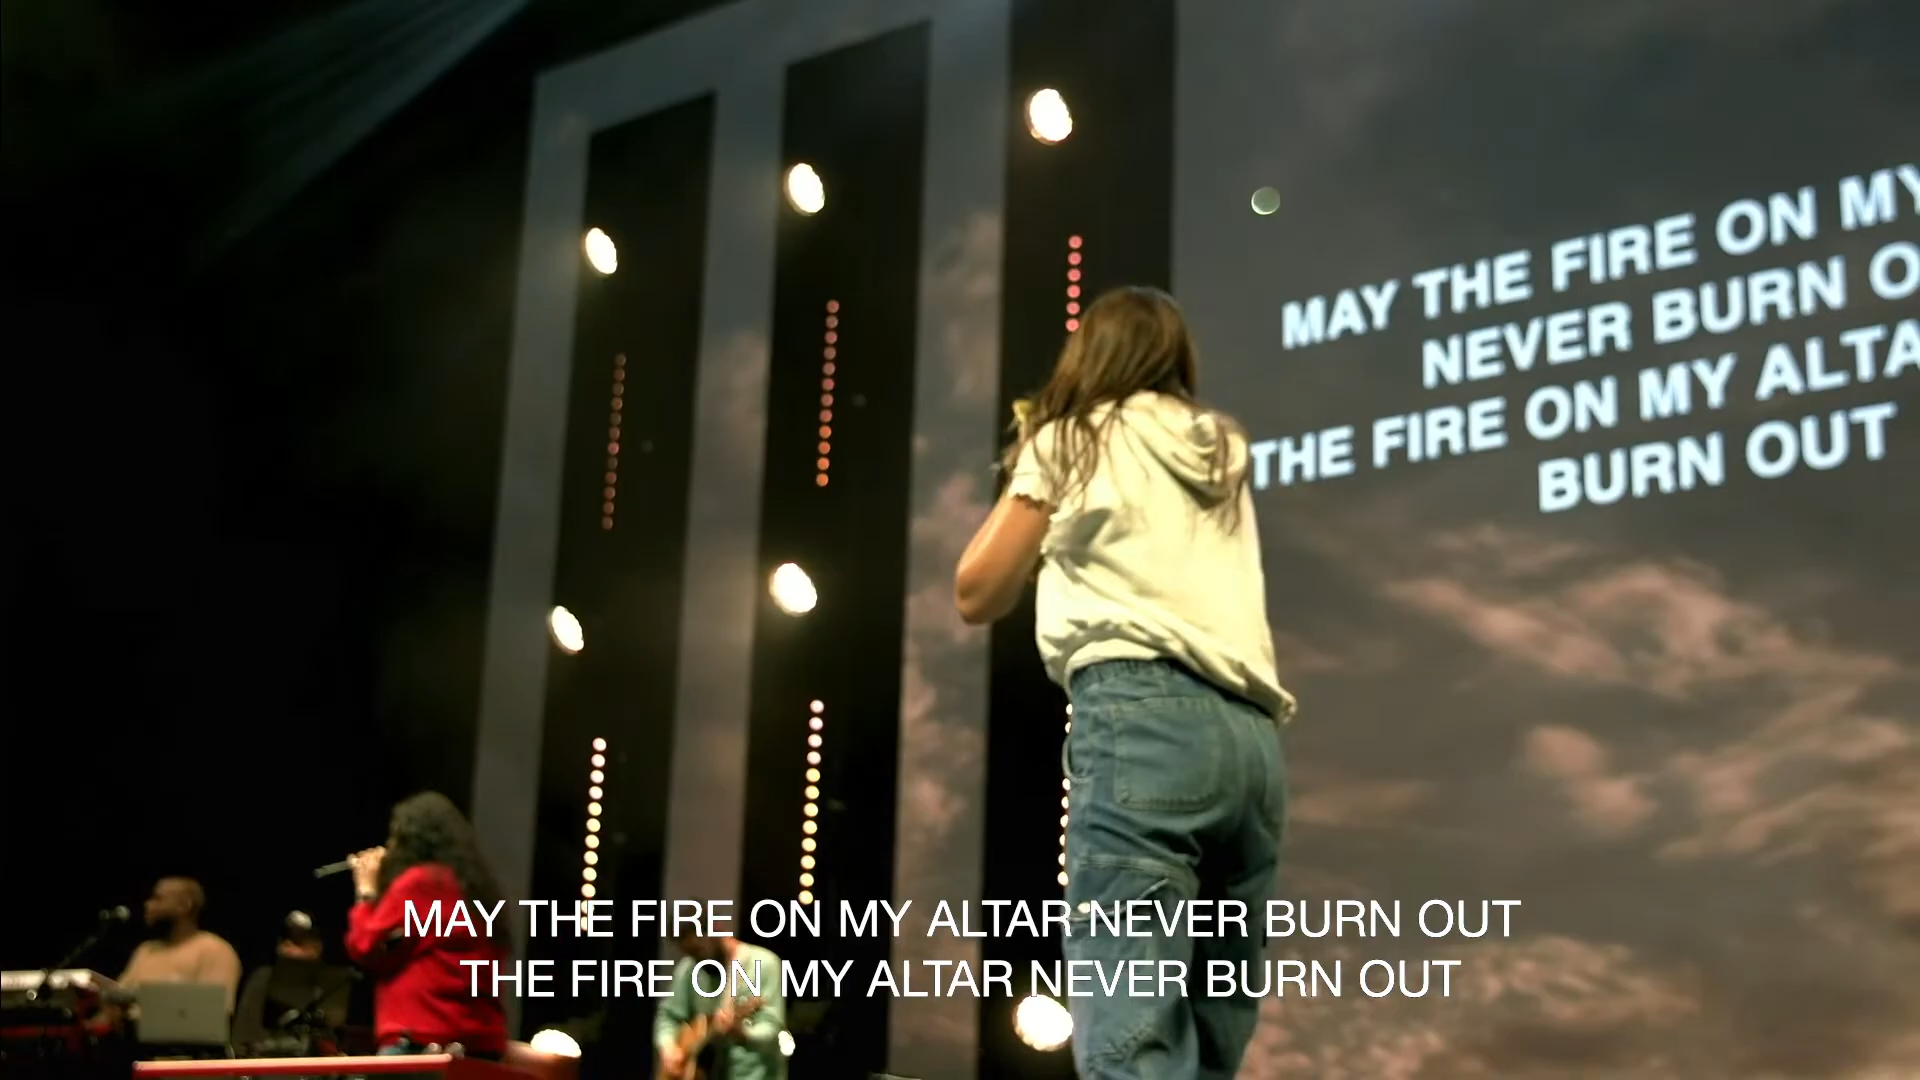 MAY THE FIRE ON MY
NEVER BURN O
THE FIRE ON MY ALTA
BURN OUT
MAY THE FIRE ON MY ALTAR NEVER BURN OUT
THE FIRE ON MY ALTAR NEVER BURN OUT